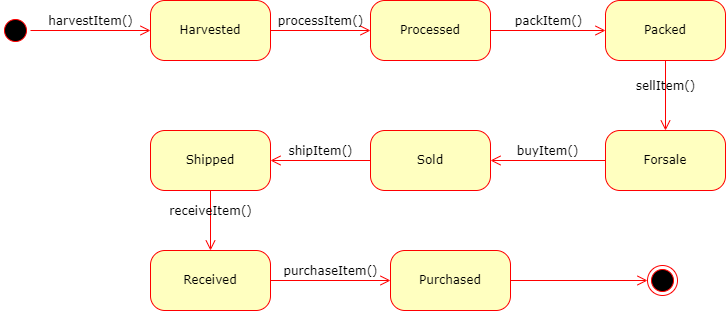 harvestItem()
Harvested
processItem()
Processed
packItem()
Packed
sellItem()
Forsale
buyItem()
Sold
shipItem()
Shipped
receiveItem()
Received
purchaseItem()
Purchased